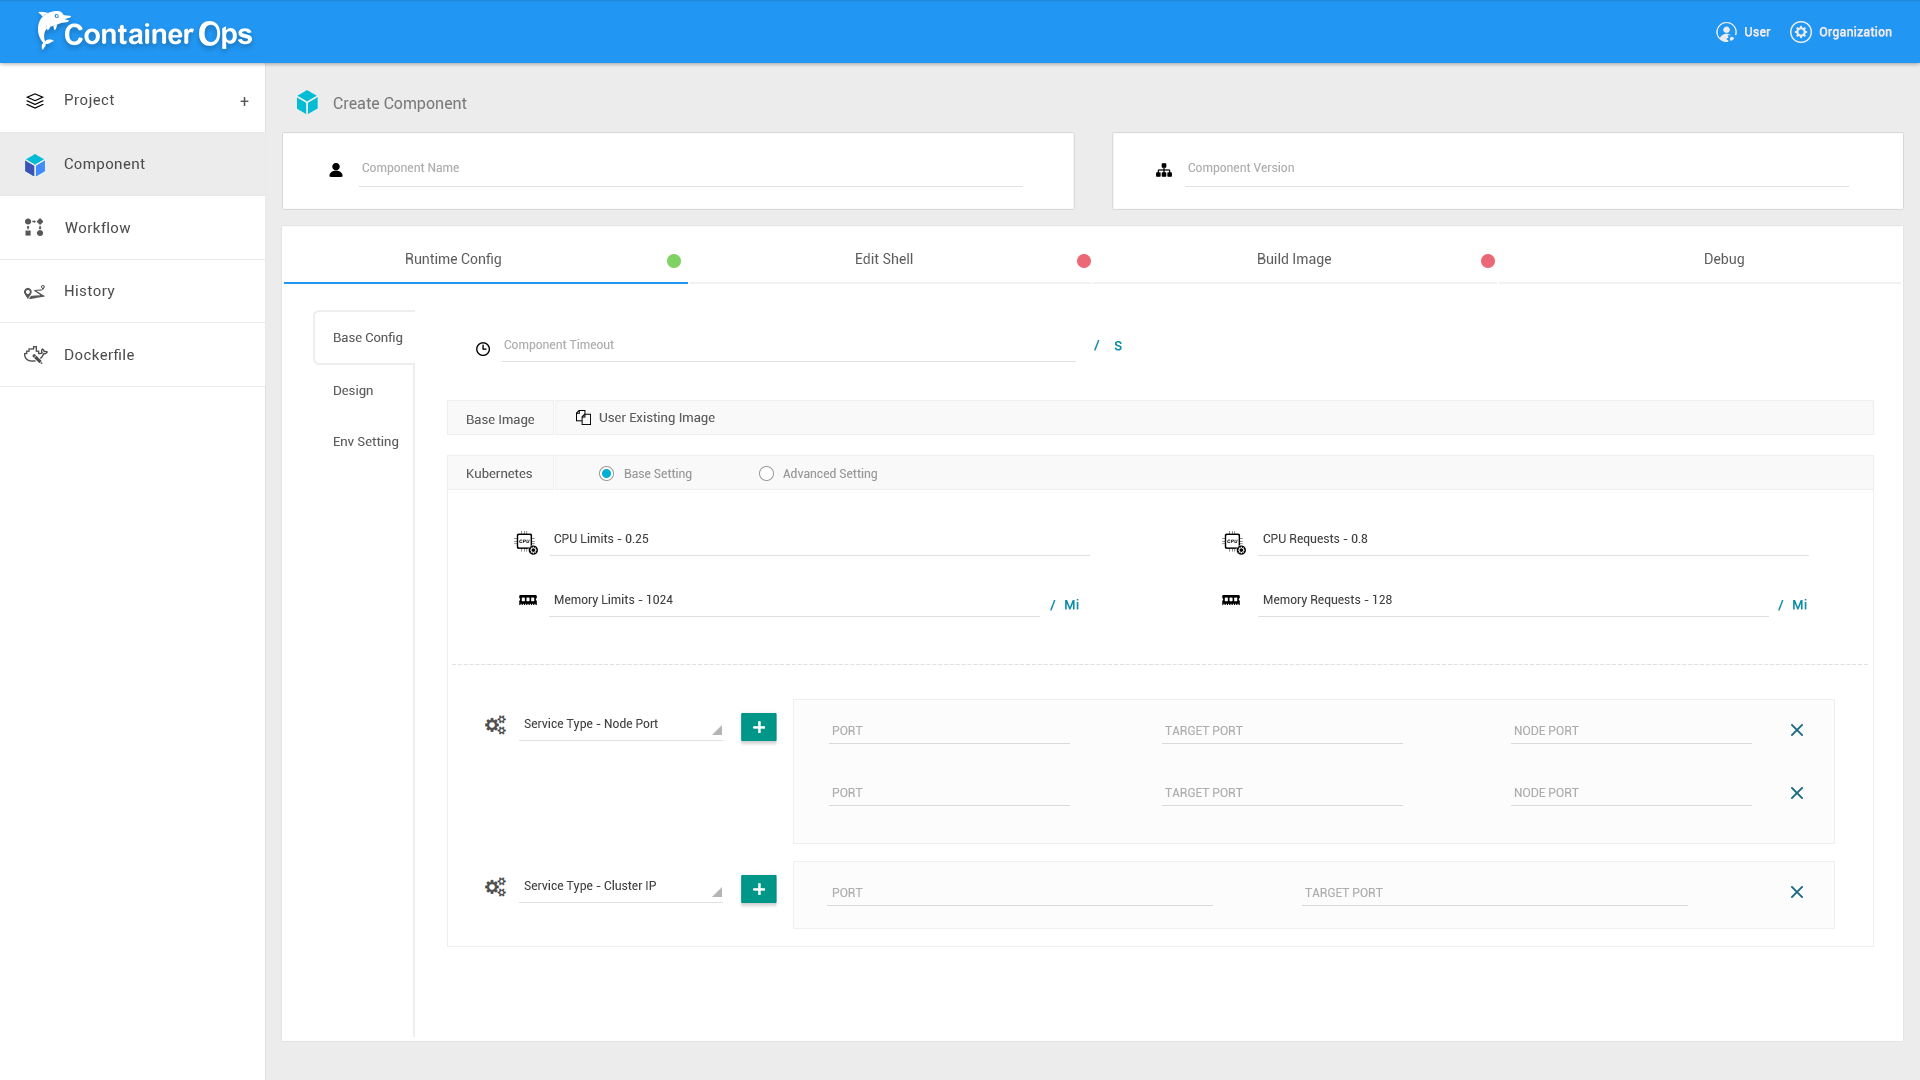 Container Ops
User
Organization
Project +
Component
Workflow
History
Dockerfile
Create Component
Component Name
Component Version
Runtime Config
Edit Shell
Build Image
Debug
Base Config
Design
Env Setting
Component Timeout / S
Base Image
User Existing Image
Kubernetes
Base Setting
Advanced Setting
CPU Limits - 0.25
CPU Requests - 0.8
Memory Limits - 1024 / Mi
Memory Requests - 128 / Mi
Service Type - Node Port +
PORT
TARGET PORT
NODE PORT
PORT
TARGET PORT
NODE PORT
Service Type - Cluster IP +
PORT
TARGET PORT